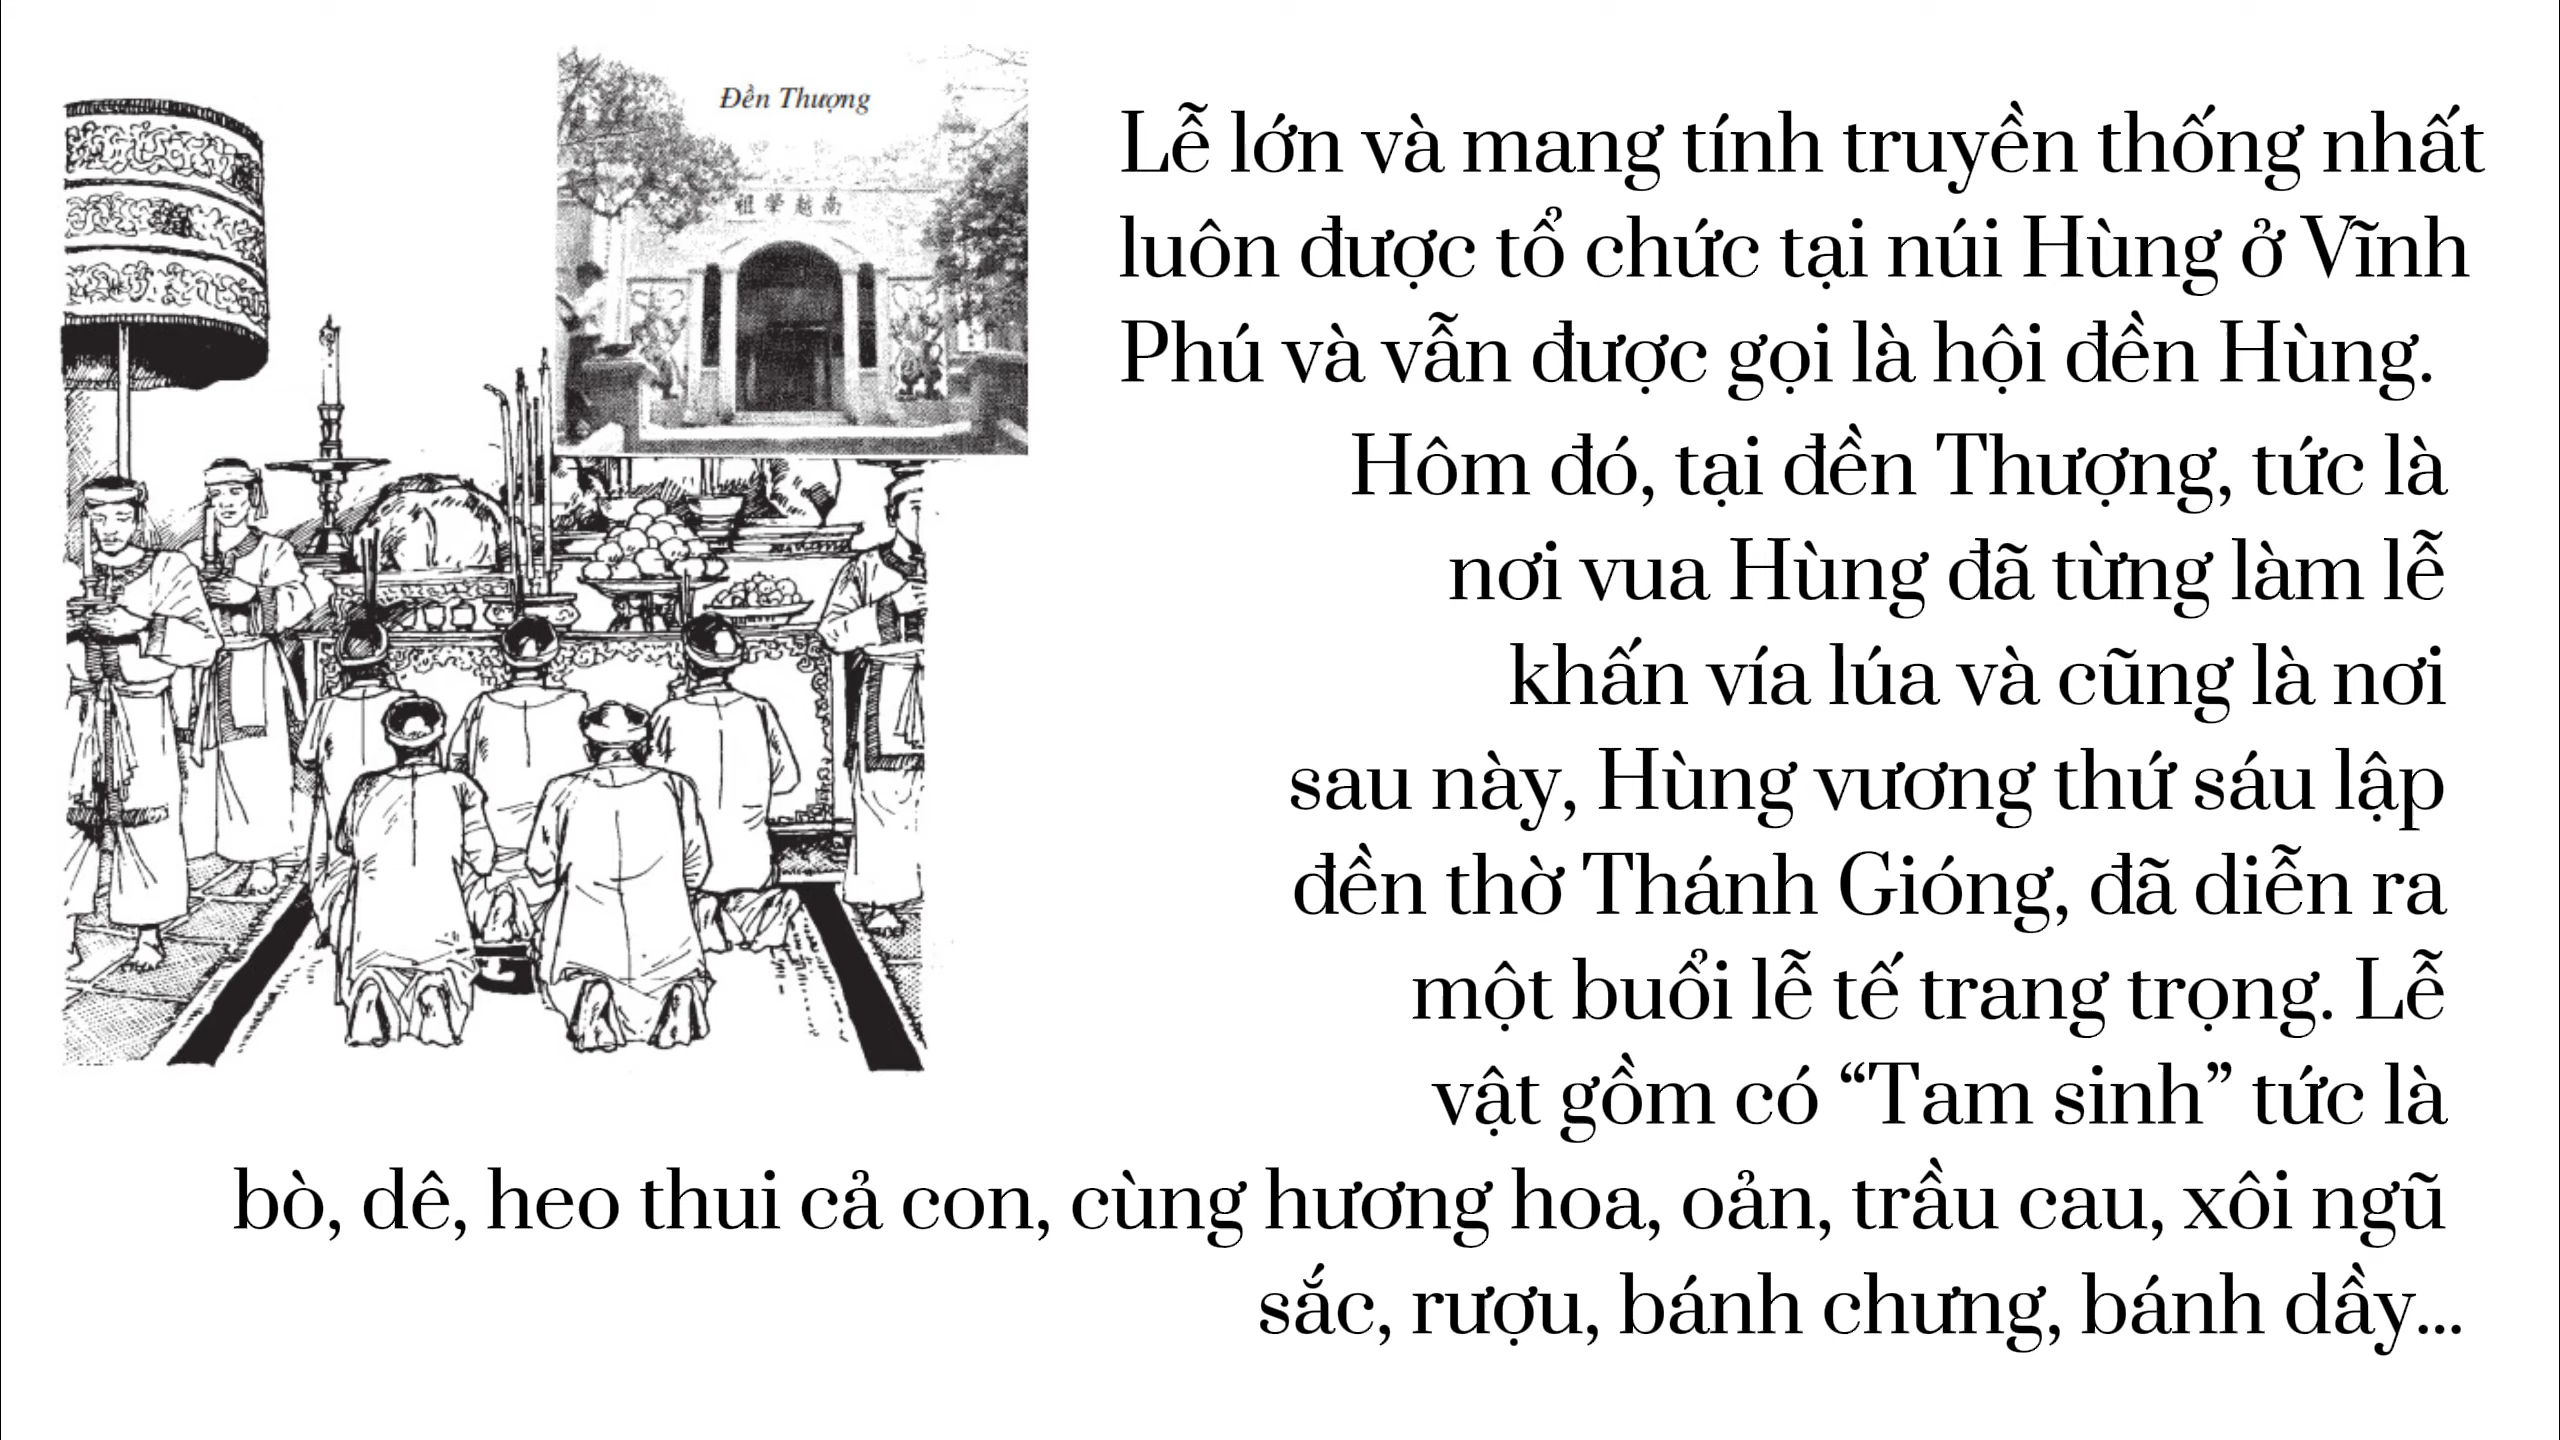 Đền Thượng
祖肇越南
Lễ lớn và mang tính truyền thống nhất
luôn được tổ chức tại núi Hùng ở Vĩnh
Phú và vẫn được gọi là hội đền Hùng.
Hôm đó, tại đền Thượng, tức là
nơi vua Hùng đã từng làm lễ
khấn vía lúa và cũng là nơi
sau này, Hùng vương thứ sáu lập
đền thờ Thánh Gióng, đã diễn ra
một buổi lễ tế trang trọng. Lễ
vật gồm có “Tam sinh” tức là
bò, dê, heo thui cả con, cùng hương hoa, oản, trầu cau, xôi ngũ
sắc, rượu, bánh chưng, bánh dầy...